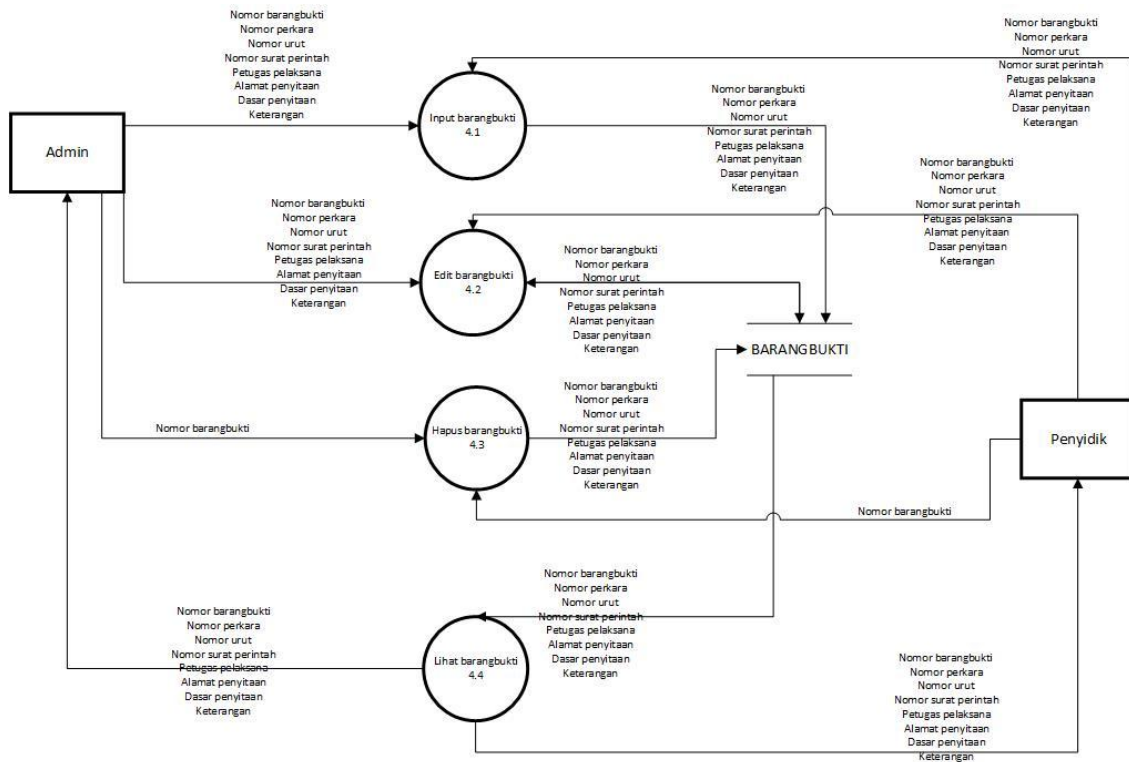 Nomor barangbukti
Nomor perkara
Nomor urut
Nomor surat perintah
Petugas pelaksana
Alamat penyitaan
Dasar penyitaan
Keterangan
Nomor barangbukti
Nomor perkara
Nomor urut
Nomor surat perintah
Petugas pelaksana
Alamat penyitaan
Dasar penyitaan
Keterangan
Admin
Input barangbukti
4.1
Nomor barangbukti
Nomor perkara
Nomor urut
Nomor surat perintah
Petugas pelaksana
Alamat penyitaan
Dasar penyitaan
Keterangan
Nomor barangbukti
Nomor perkara
Nomor urut
Nomor surat perintah
Petugas pelaksana
Alamat penyitaan
Dasar penyitaan
Keterangan
Nomor barangbukti
Nomor perkara
Nomor urut
Nomor surat perintah
Petugas pelaksana
Alamat penyitaan
Dasar penyitaan
Keterangan
Edit barangbukti
4.2
Nomor barangbukti
Nomor perkara
Nomor urut
Nomor surat perintah
Petugas pelaksana
Alamat penyitaan
Dasar penyitaan
Keterangan
BARANGBUKTI
Nomor barangbukti
Hapus barangbukti
4.3
Nomor barangbukti
Nomor perkara
Nomor urut
Nomor surat perintah
Petugas pelaksana
Alamat penyitaan
Dasar penyitaan
Keterangan
Penyidik
Nomor barangbukti
Nomor barangbukti
Nomor perkara
Nomor urut
Nomor surat perintah
Petugas pelaksana
Alamat penyitaan
Dasar penyitaan
Keterangan
Lihat barangbukti
4.4
Nomor barangbukti
Nomor perkara
Nomor urut
Nomor surat perintah
Petugas pelaksana
Alamat penyitaan
Dasar penyitaan
Keterangan
Nomor barangbukti
Nomor perkara
Nomor urut
Nomor surat perintah
Petugas pelaksana
Alamat penyitaan
Dasar penyitaan
Keterangan